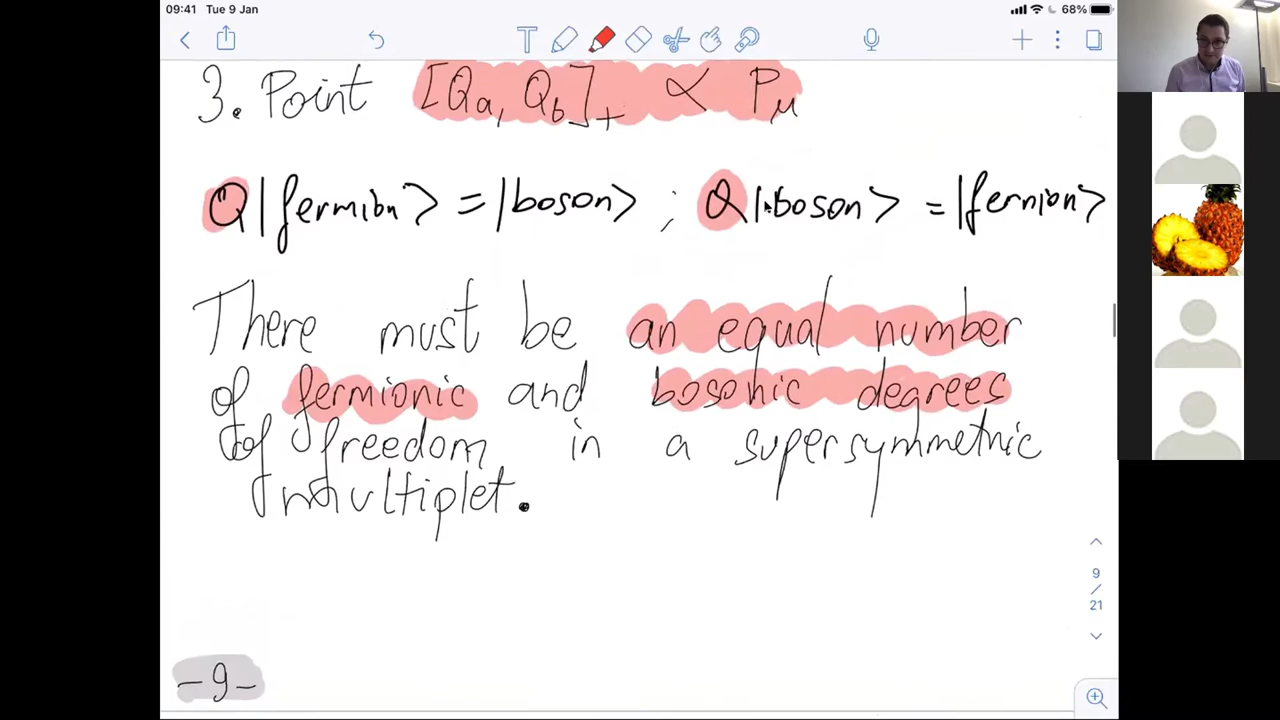 09:41 Tue 9 Jan 68%
3. Point [Qa, Qb]+ ∝ Pμ
Q|fermion> = |boson> ; Q|boson> = |fermion>
There must be an equal number
of fermionic and bosonic degrees
of freedom in a supersymmetric
multiplet.
9
/
21
-9-